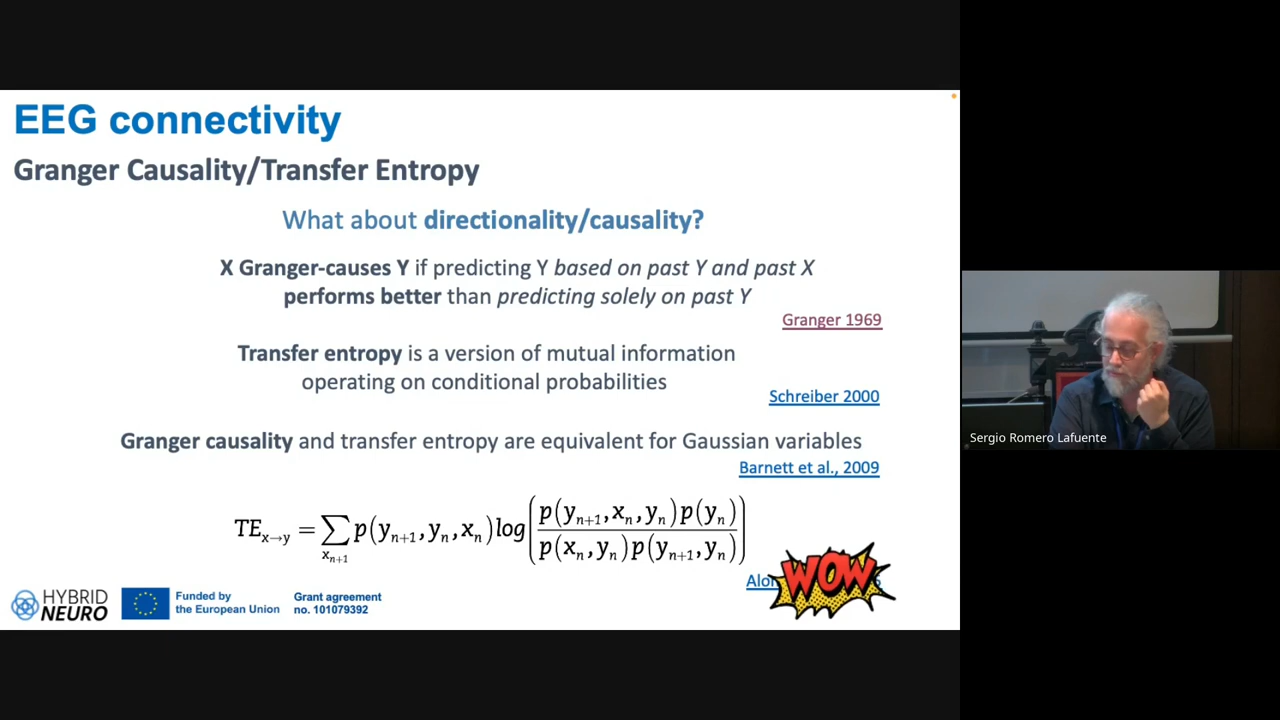 EEG connectivity
Granger Causality/Transfer Entropy
What about directionality/causality?
X Granger-causes Y if predicting Y based on past Y and past X
performs better than predicting solely on past Y
Granger 1969
Transfer entropy is a version of mutual information
operating on conditional probabilities
Schreiber 2000
Granger causality and transfer entropy are equivalent for Gaussian variables
Barnett et al., 2009
TEx→y = ∑xn+1 p(yn+1, yn, xn) log( p(yn+1, xn, yn) p(yn) / p(xn, yn) p(yn+1, yn) )
WOW
HYBRID
NEURO
Funded by
the European Union
Grant agreement
no. 101079392
Sergio Romero Lafuente